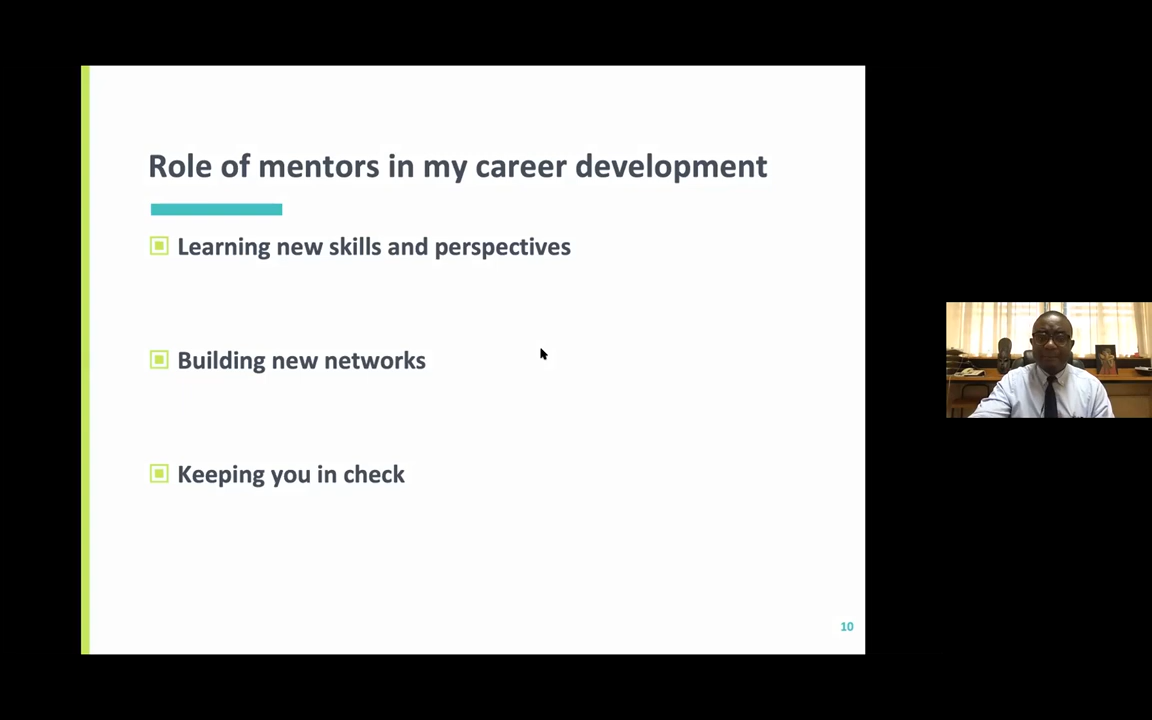 Role of mentors in my career development
Learning new skills and perspectives
Building new networks
Keeping you in check
10